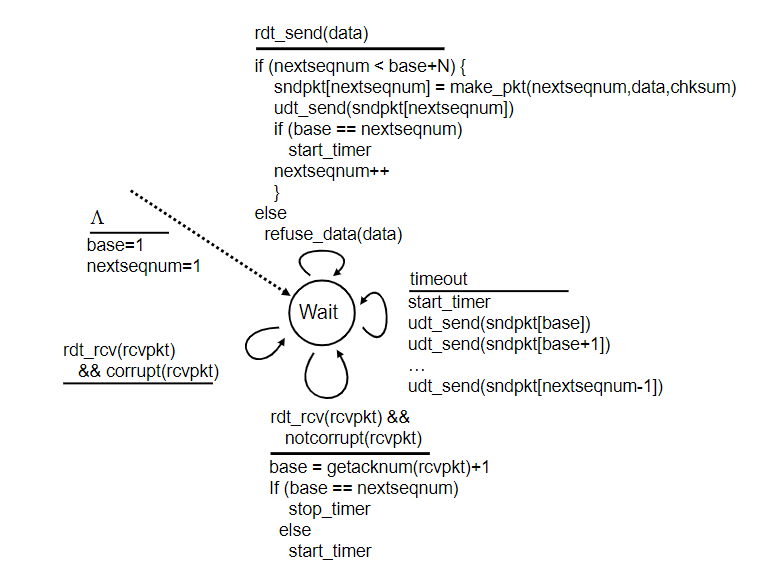 rdt_send(data)
if (nextseqnum < base+N) {
sndpkt[nextseqnum] = make_pkt(nextseqnum,data,chksum)
udt_send(sndpkt[nextseqnum])
if (base == nextseqnum)
start_timer
nextseqnum++
}
else
refuse_data(data)
Λ
base=1
nextseqnum=1
Wait
timeout
start_timer
udt_send(sndpkt[base])
udt_send(sndpkt[base+1])
…
udt_send(sndpkt[nextseqnum-1])
rdt_rcv(rcvpkt)
&& corrupt(rcvpkt)
rdt_rcv(rcvpkt) &&
notcorrupt(rcvpkt)
base = getacknum(rcvpkt)+1
If (base == nextseqnum)
stop_timer
else
start_timer